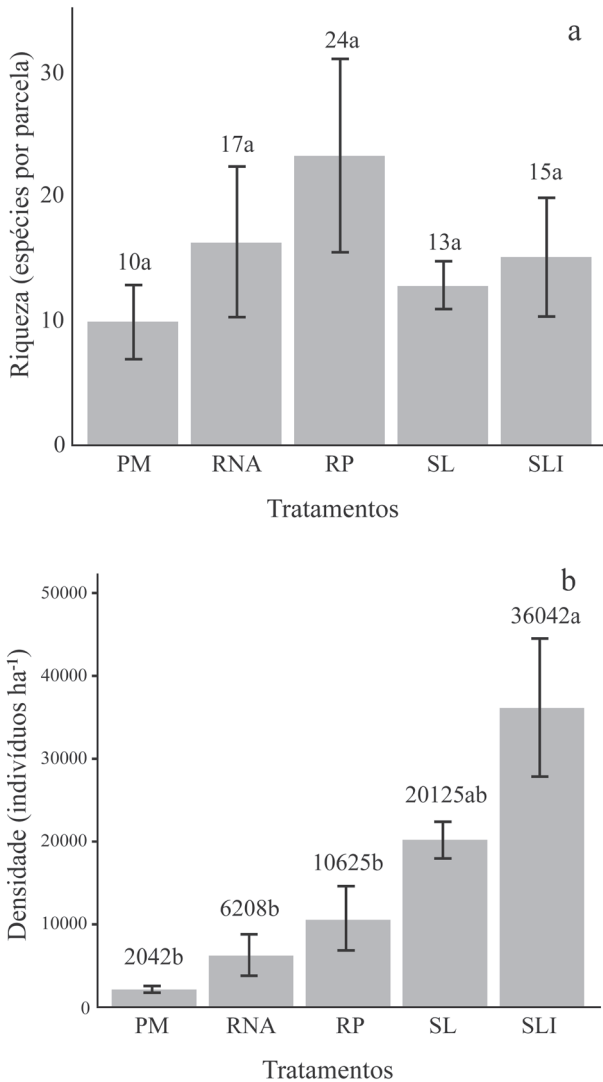 a
Riqueza (espécies por parcela)
30
20
10
0
10a
17a
24a
13a
15a
PM RNA RP SL SLI
Tratamentos
b
Densidade (indivíduos ha⁻¹)
50000
40000
30000
20000
10000
0
2042b
6208b
10625b
20125ab
36042a
PM RNA RP SL SLI
Tratamentos